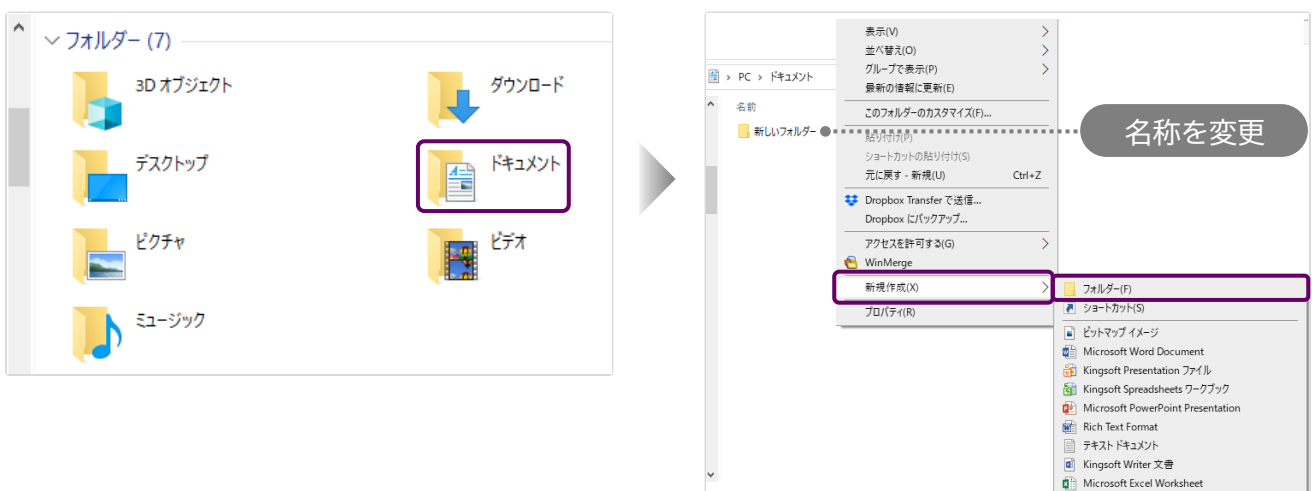 フォルダー (7)
3D オブジェクト
ダウンロード
デスクトップ
ドキュメント
ピクチャ
ビデオ
ミュージック
表示(V)
並べ替え(O)
グループで表示(P)
最新の情報に更新(E)
PC › ドキュメント
名前
このフォルダーのカスタマイズ(F)...
新しいフォルダー
名称を変更
貼り付け(P)
ショートカットの貼り付け(S)
元に戻す - 新規(U) Ctrl+Z
Dropbox Transfer で送信...
Dropbox にバックアップ...
アクセスを許可する(G)
WinMerge
新規作成(X)
プロパティ(R)
フォルダー(F)
ショートカット(S)
ビットマップ イメージ
Microsoft Word Document
Kingsoft Presentation ファイル
Kingsoft Spreadsheets ワークブック
Microsoft PowerPoint Presentation
Rich Text Format
テキスト ドキュメント
Kingsoft Writer 文書
Microsoft Excel Worksheet